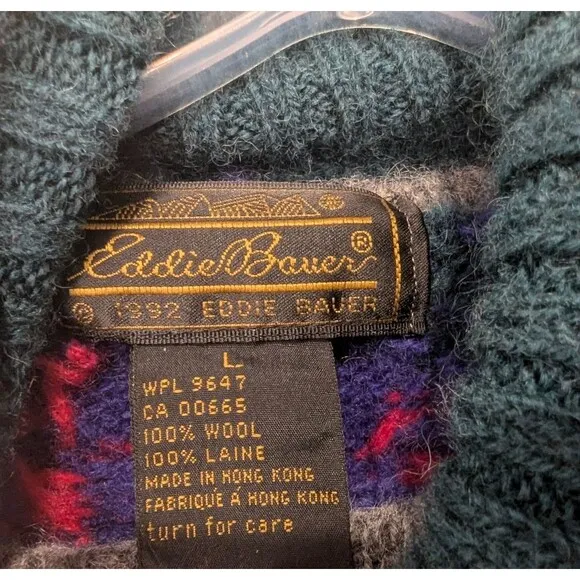 Eddie Bauer®
© 1992 EDDIE BAUER
L
WPL 9647
CA 00665
100% WOOL
100% LAINE
MADE IN HONG KONG
FABRIQUE À HONG KONG
turn for care